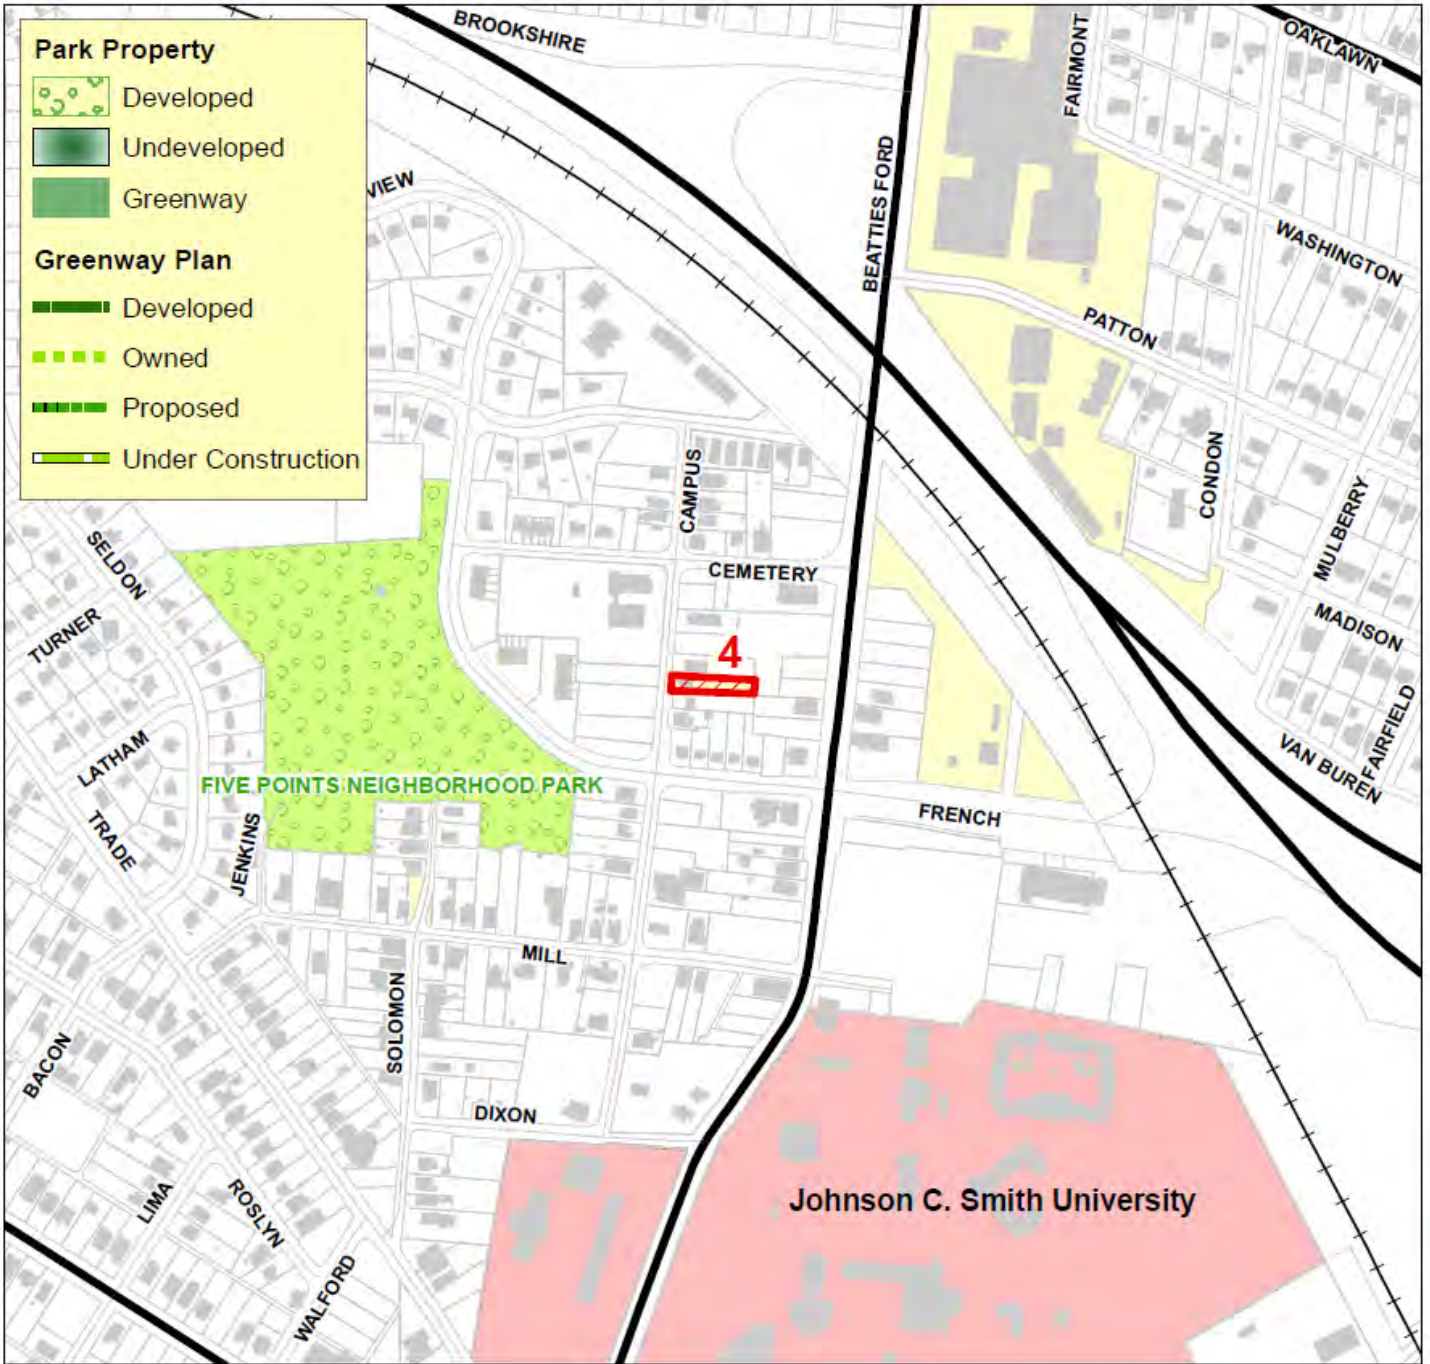 Park Property
Developed
Undeveloped
Greenway
Greenway Plan
Developed
Owned
Proposed
Under Construction
BROOKSHIRE
FAIRMONT
OAKLAWN
BEATTIES FORD
VIEW
WASHINGTON
PATTON
CAMPUS
CONDON
MULBERRY
SELDON
CEMETERY
TURNER
MADISON
4
LATHAM
FAIRFIELD
VAN BUREN
FIVE POINTS NEIGHBORHOOD PARK
TRADE
JENKINS
FRENCH
MILL
SOLOMON
BACON
DIXON
LIMA
ROSLYN
Johnson C. Smith University
WALFORD